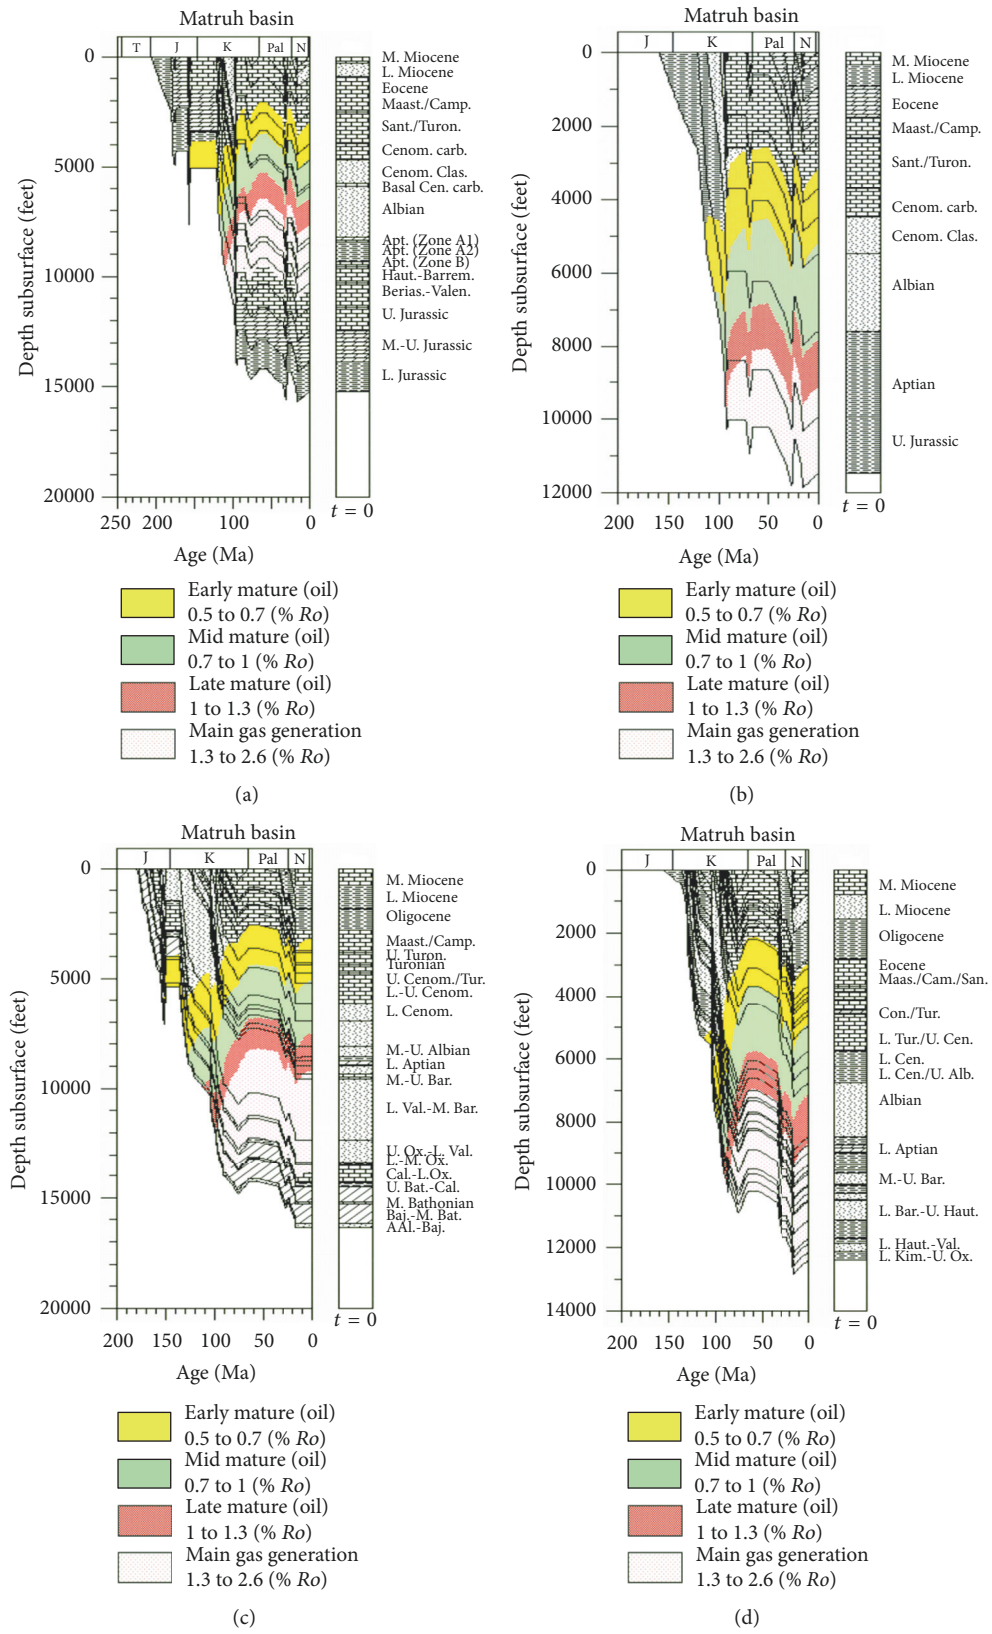 Matruh basin
T J K Pal N
0
5000
10000
15000
20000
Depth subsurface (feet)
250 200 150 100 50 0
Age (Ma)
M. Miocene
L. Miocene
Eocene
Maast./Camp.
Sant./Turon.
Cenom. carb.
Cenom. Clas.
Basal Cen. carb.
Albian
Apt. (Zone A1)
Apt. (Zone A2)
Apt. (Zone B)
Haut.-Barrem.
Berias.-Valen.
U. Jurassic
M.-U. Jurassic
L. Jurassic
t = 0
Early mature (oil)
0.5 to 0.7 (% Ro)
Mid mature (oil)
0.7 to 1 (% Ro)
Late mature (oil)
1 to 1.3 (% Ro)
Main gas generation
1.3 to 2.6 (% Ro)
(a)
Matruh basin
J K Pal N
0
2000
4000
6000
8000
10000
12000
Depth subsurface (feet)
200 150 100 50 0
Age (Ma)
M. Miocene
L. Miocene
Eocene
Maast./Camp.
Sant./Turon.
Cenom. carb.
Cenom. Clas.
Albian
Aptian
U. Jurassic
t = 0
Early mature (oil)
0.5 to 0.7 (% Ro)
Mid mature (oil)
0.7 to 1 (% Ro)
Late mature (oil)
1 to 1.3 (% Ro)
Main gas generation
1.3 to 2.6 (% Ro)
(b)
Matruh basin
J K Pal N
0
5000
10000
15000
20000
Depth subsurface (feet)
200 150 100 50 0
Age (Ma)
M. Miocene
L. Miocene
Oligocene
Maast./Camp.
U. Turon.
Turonian
U. Cenom./Tur.
L.-U. Cenom.
L. Cenom.
M.-U. Albian
L. Aptian
M.-U. Bar.
L. Val.-M. Bar.
U. Ox.-L. Val.
L.-M. Ox.
Cal.-L.Ox.
U. Bat.-Cal.
M. Bathonian
Baj.-M. Bat.
AAl.-Baj.
t = 0
Early mature (oil)
0.5 to 0.7 (% Ro)
Mid mature (oil)
0.7 to 1 (% Ro)
Late mature (oil)
1 to 1.3 (% Ro)
Main gas generation
1.3 to 2.6 (% Ro)
(c)
Matruh basin
J K Pal N
0
2000
4000
6000
8000
10000
12000
14000
Depth subsurface (feet)
200 150 100 50 0
Age (Ma)
M. Miocene
L. Miocene
Oligocene
Eocene
Maas./Cam./San.
Con./Tur.
L. Tur./U. Cen.
L. Cen.
L. Cen./U. Alb.
Albian
L. Aptian
M.-U. Bar.
L. Bar.-U. Haut.
L. Haut.-Val.
L. Kim.-U. Ox.
t = 0
Early mature (oil)
0.5 to 0.7 (% Ro)
Mid mature (oil)
0.7 to 1 (% Ro)
Late mature (oil)
1 to 1.3 (% Ro)
Main gas generation
1.3 to 2.6 (% Ro)
(d)